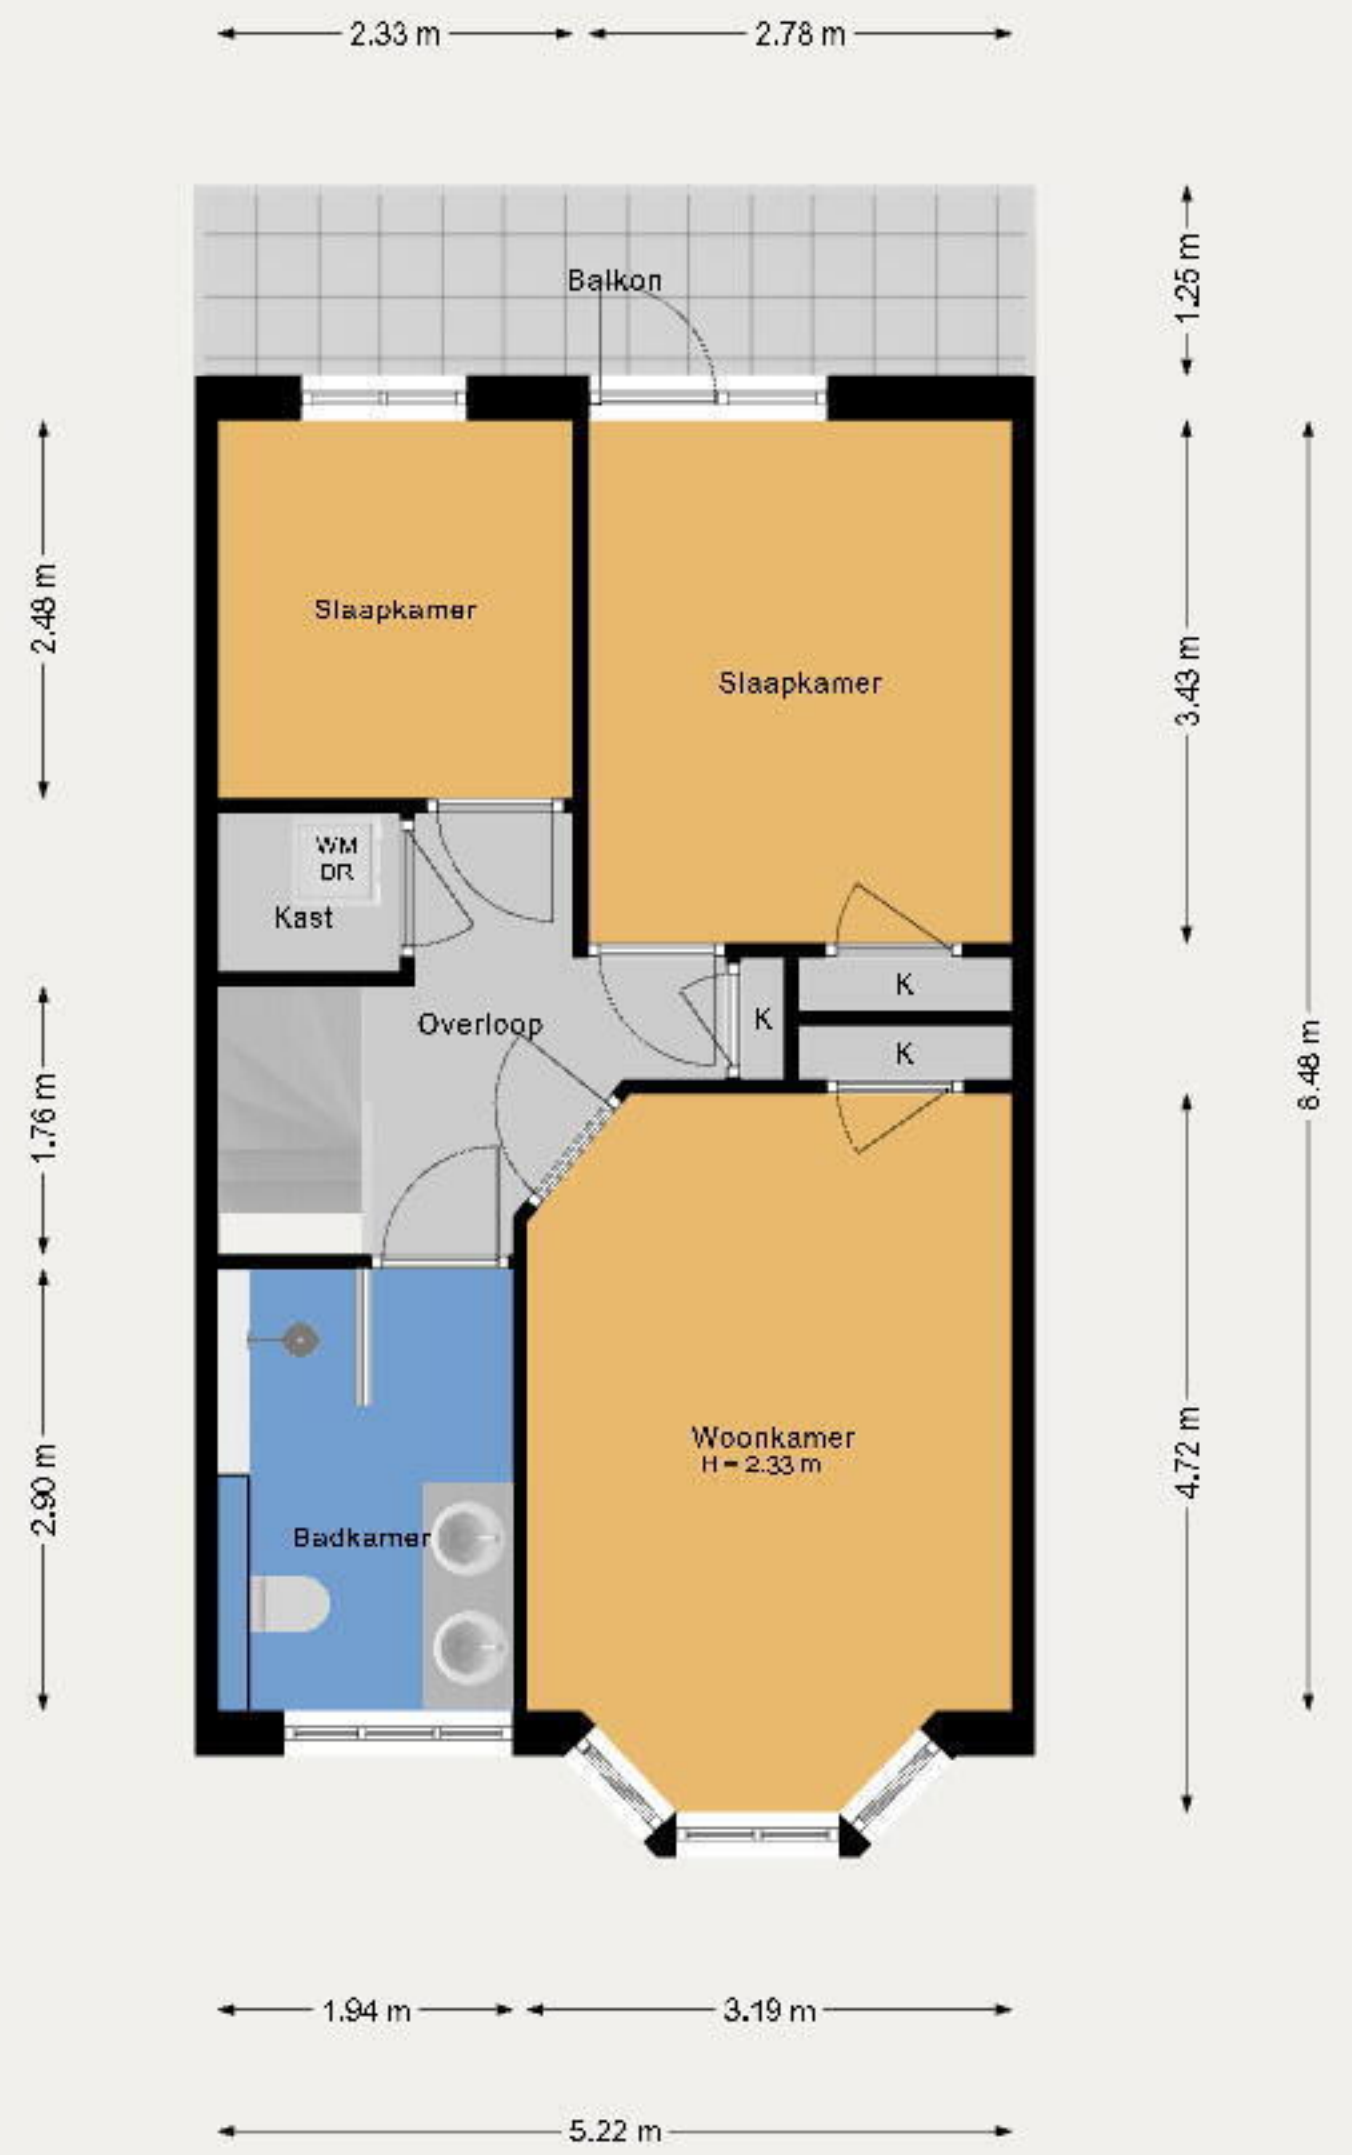 2.33 m
2.78 m
Balkon
1.25 m
2.48 m
Slaapkamer
Slaapkamer
3.43 m
WM
DR
Kast
K
K
K
Overloop
8.48 m
1.76 m
Woonkamer
H = 2.33 m
4.72 m
2.90 m
Badkamer
1.94 m
3.19 m
5.22 m